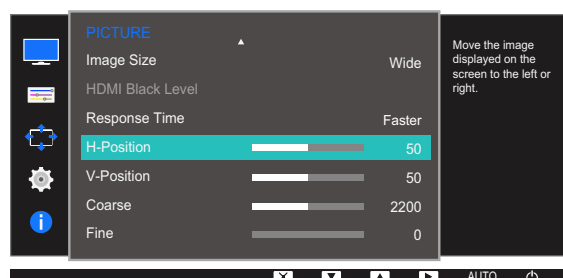 PICTURE
Image Size
Wide
HDMI Black Level
Response Time
Faster
H-Position
50
V-Position
50
Coarse
2200
Fine
0
Move the image
displayed on the
screen to the left or
right.
AUTO